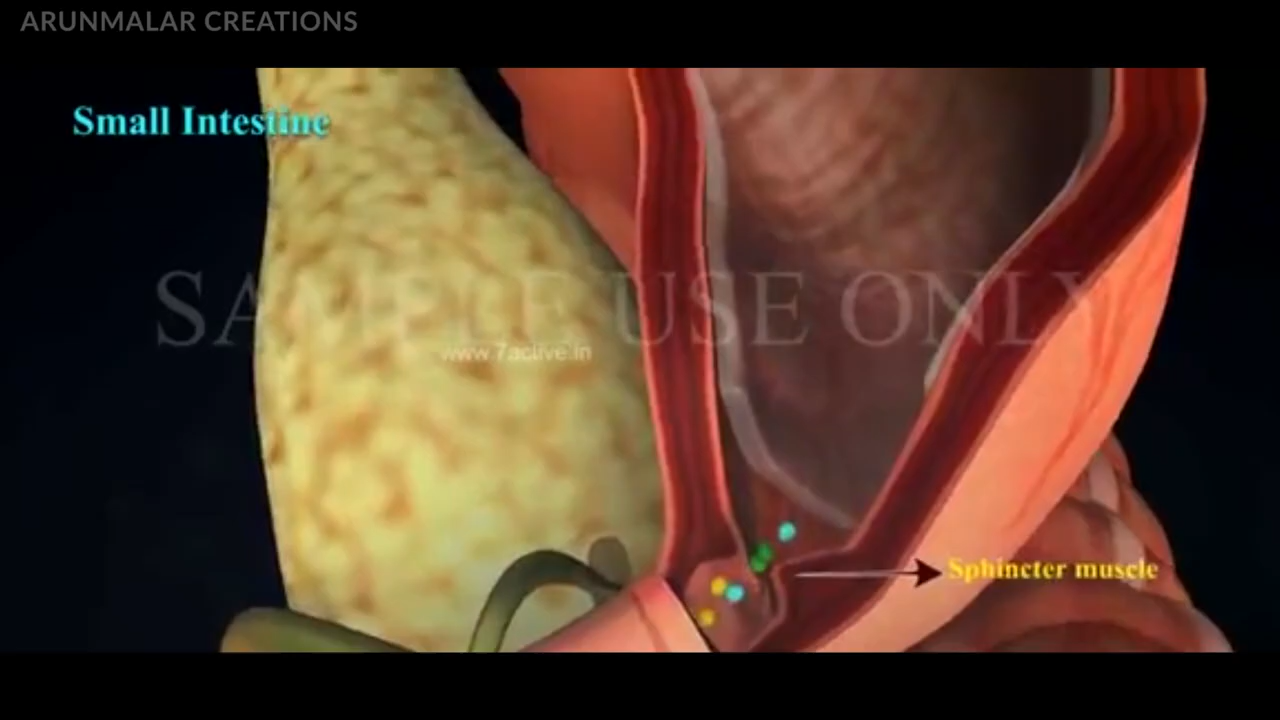 ARUNMALAR CREATIONS
Small Intestine
SAMPLE USE ONLY
www.7active.in
Sphincter muscle